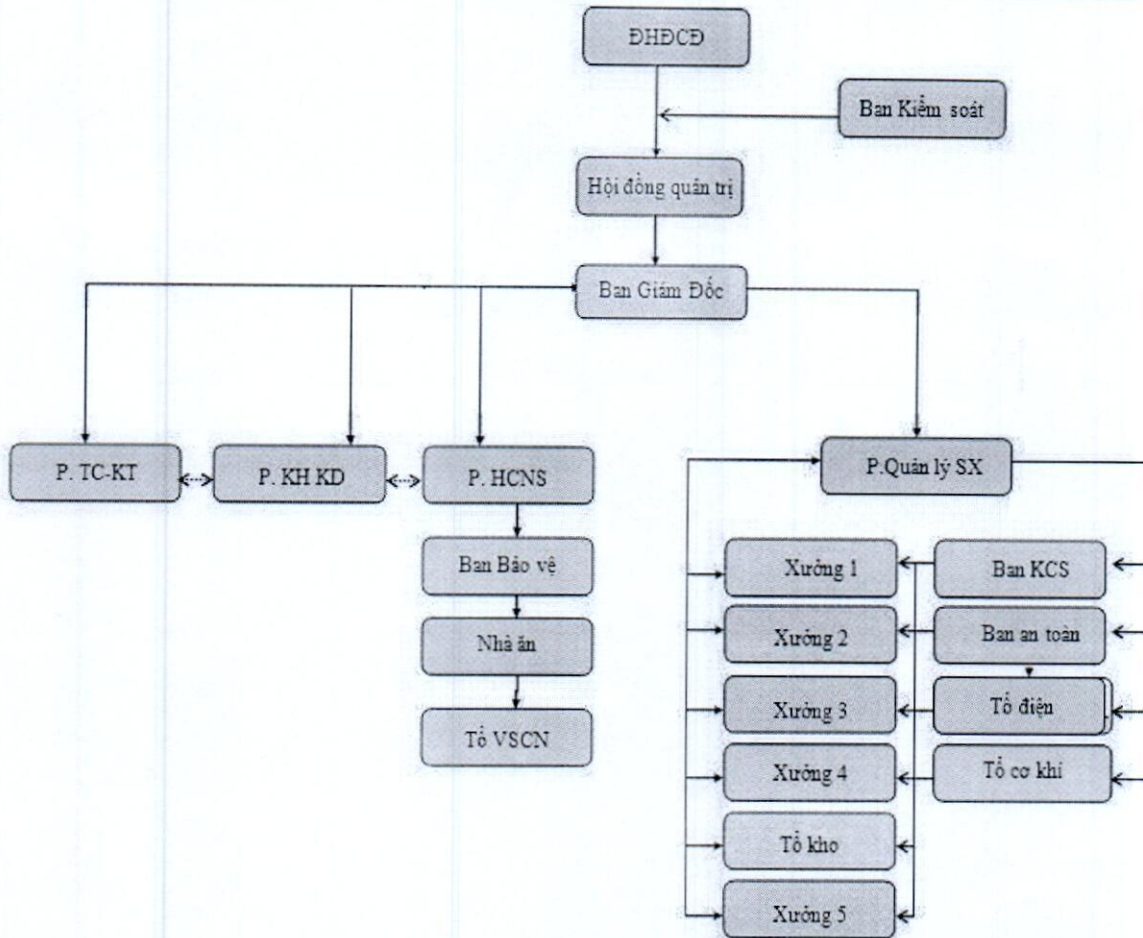 ĐHĐCĐ
Ban Kiểm soát
Hội đồng quản trị
Ban Giám Đốc
P. TC-KT
P. KH KD
P. HCNS
P.Quản lý SX
Ban Bảo vệ
Nhà ăn
Tổ VSCN
Xưởng 1
Ban KCS
Xưởng 2
Ban an toàn
Xưởng 3
Tổ điện
Xưởng 4
Tổ cơ khí
Tổ kho
Xưởng 5